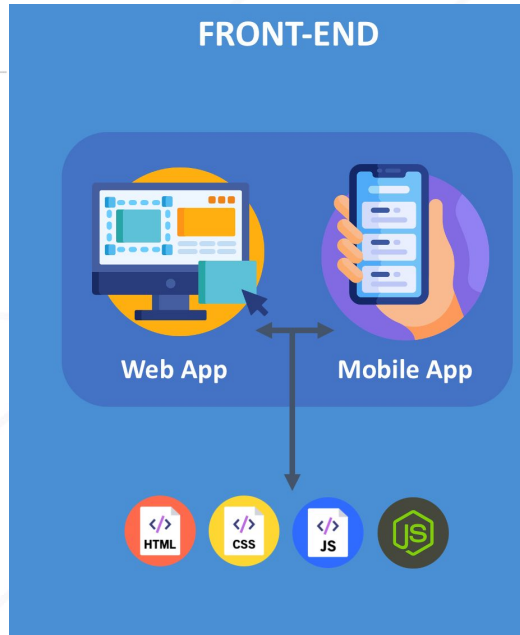 FRONT-END
Web App
Mobile App
</>
HTML
</>
CSS
</>
JS
JS